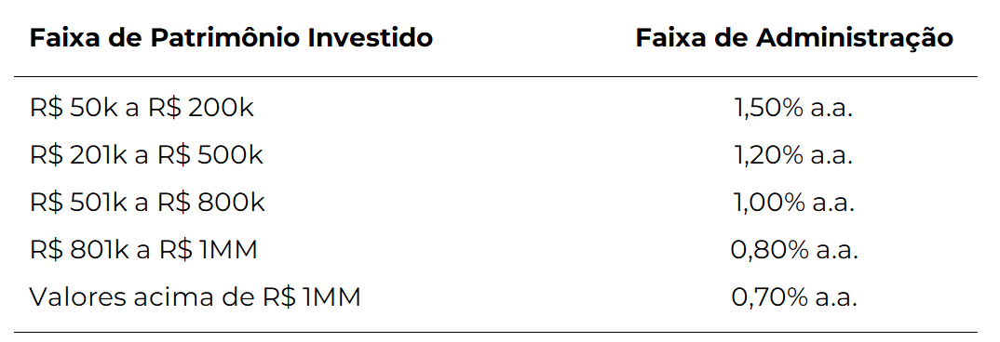 Faixa de Patrimônio Investido Faixa de Administração
R$ 50k a R$ 200k 1,50% a.a.
R$ 201k a R$ 500k 1,20% a.a.
R$ 501k a R$ 800k 1,00% a.a.
R$ 801k a R$ 1MM 0,80% a.a.
Valores acima de R$ 1MM 0,70% a.a.